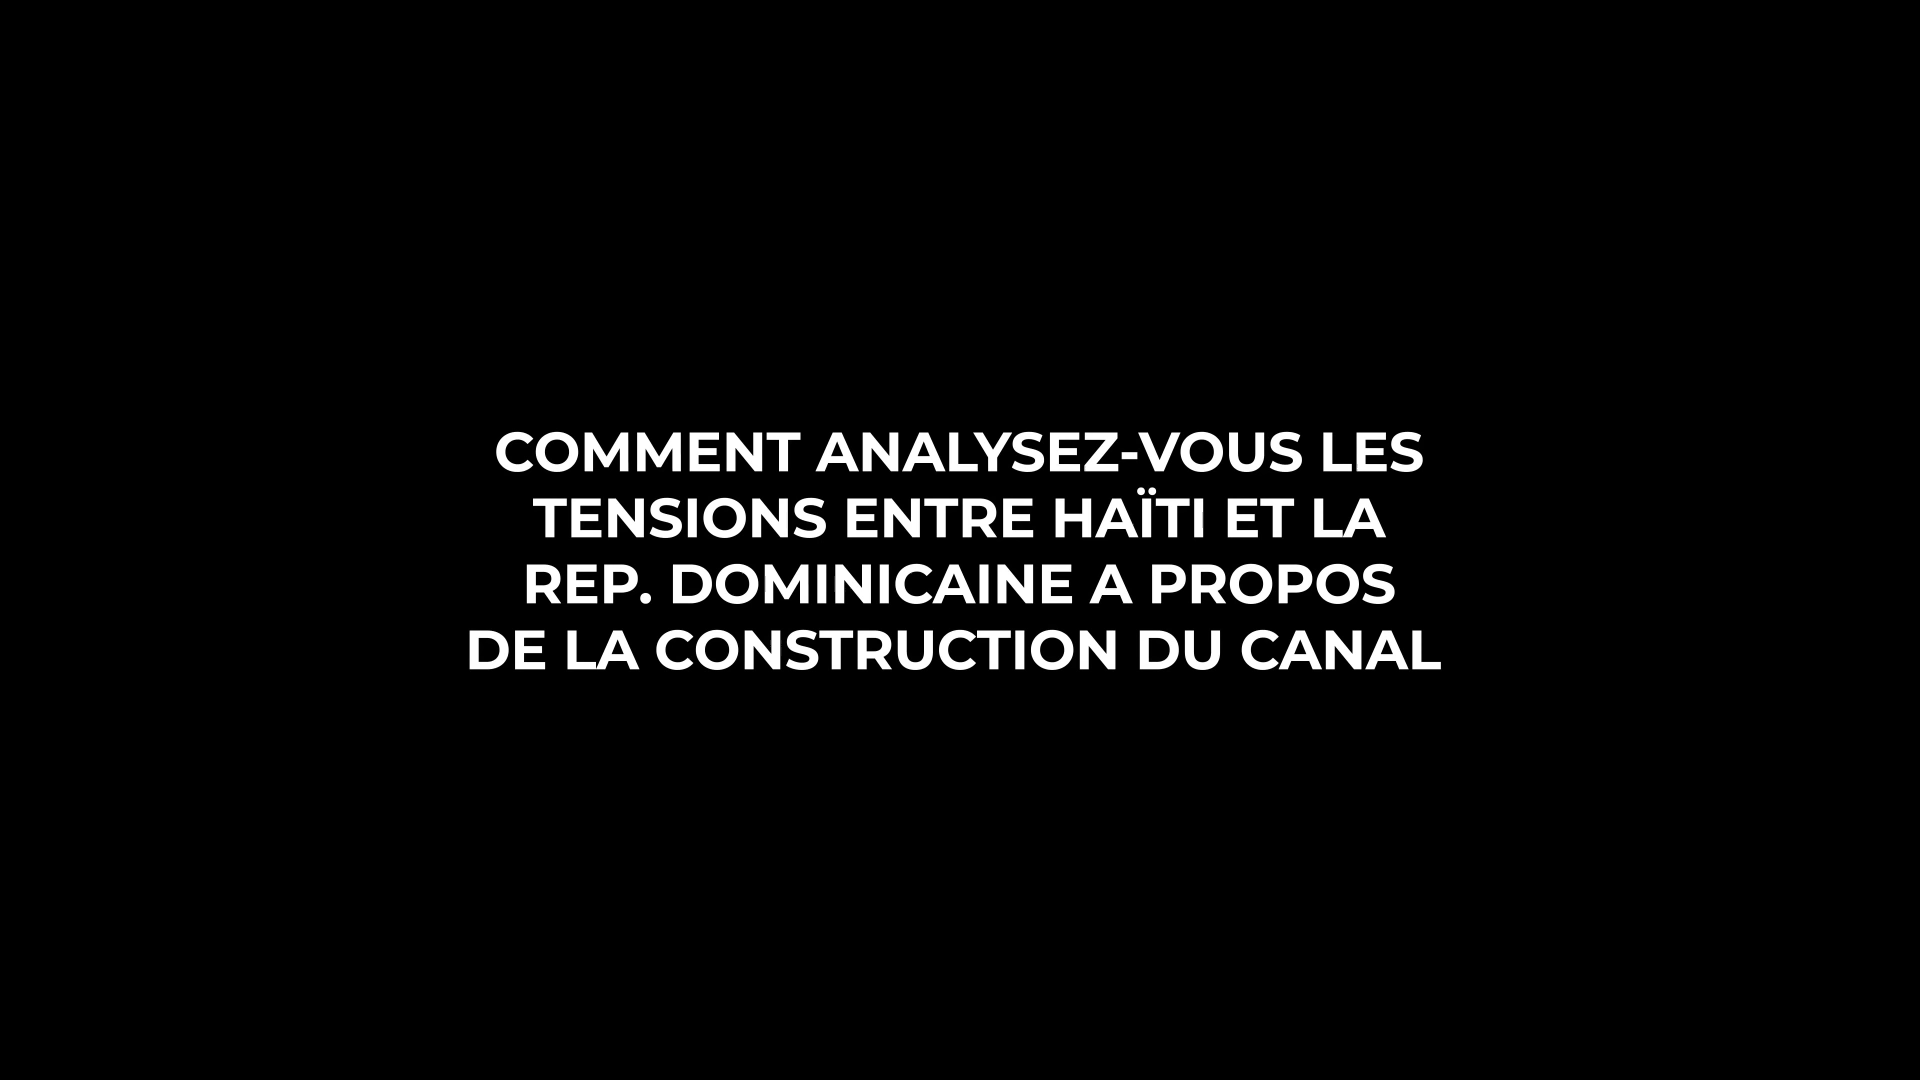 COMMENT ANALYSEZ-VOUS LES
TENSIONS ENTRE HAÏTI ET LA
REP. DOMINICAINE A PROPOS
DE LA CONSTRUCTION DU CANAL